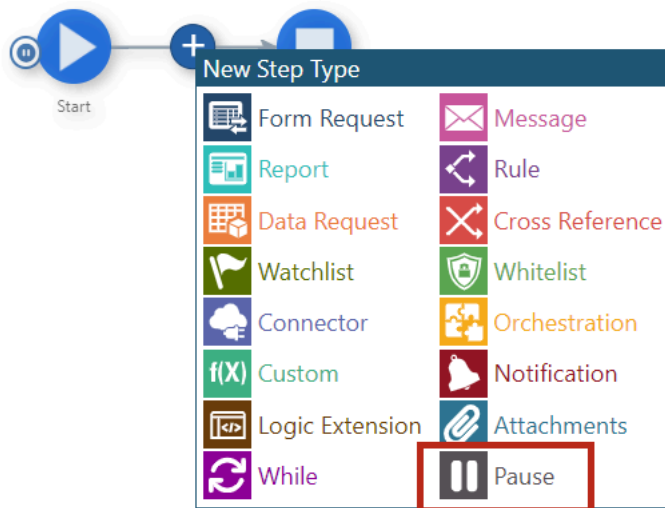 Start
New Step Type
Form Request Message
Report Rule
Data Request Cross Reference
Watchlist Whitelist
Connector Orchestration
f(X) Custom Notification
Logic Extension Attachments
While Pause